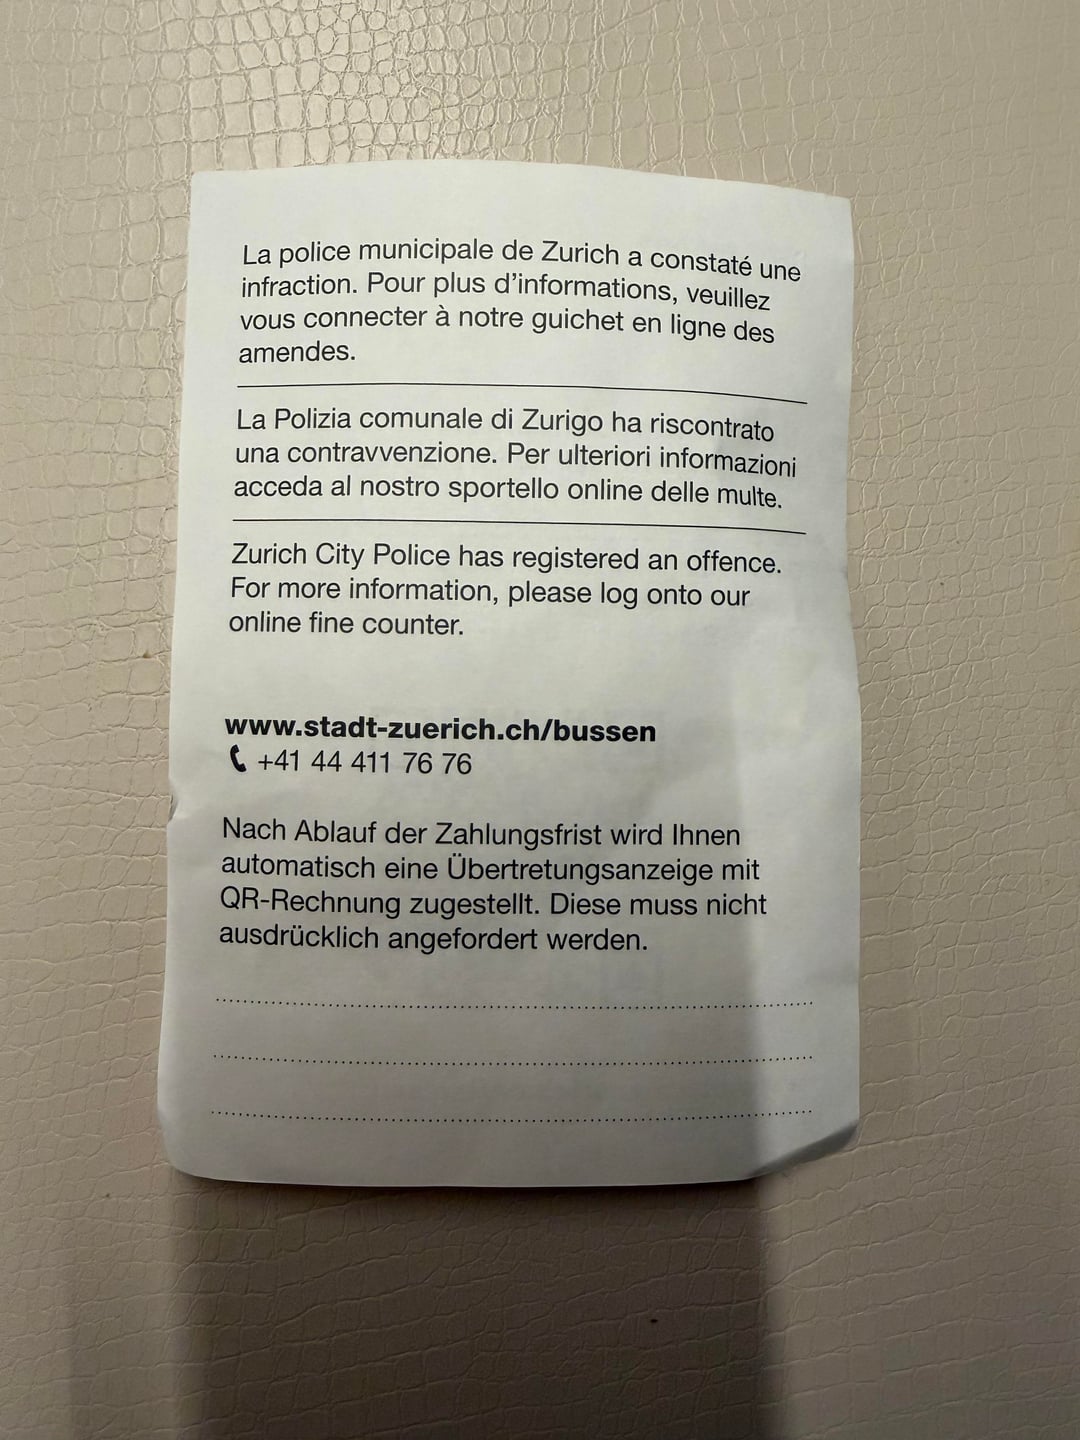 La police municipale de Zurich a constaté une
infraction. Pour plus d'informations, veuillez
vous connecter à notre guichet en ligne des
amendes.
La Polizia comunale di Zurigo ha riscontrato
una contravvenzione. Per ulteriori informazioni
acceda al nostro sportello online delle multe.
Zurich City Police has registered an offence.
For more information, please log onto our
online fine counter.
www.stadt-zuerich.ch/bussen
+41 44 411 76 76
Nach Ablauf der Zahlungsfrist wird Ihnen
automatisch eine Übertretungsanzeige mit
QR-Rechnung zugestellt. Diese muss nicht
ausdrücklich angefordert werden.